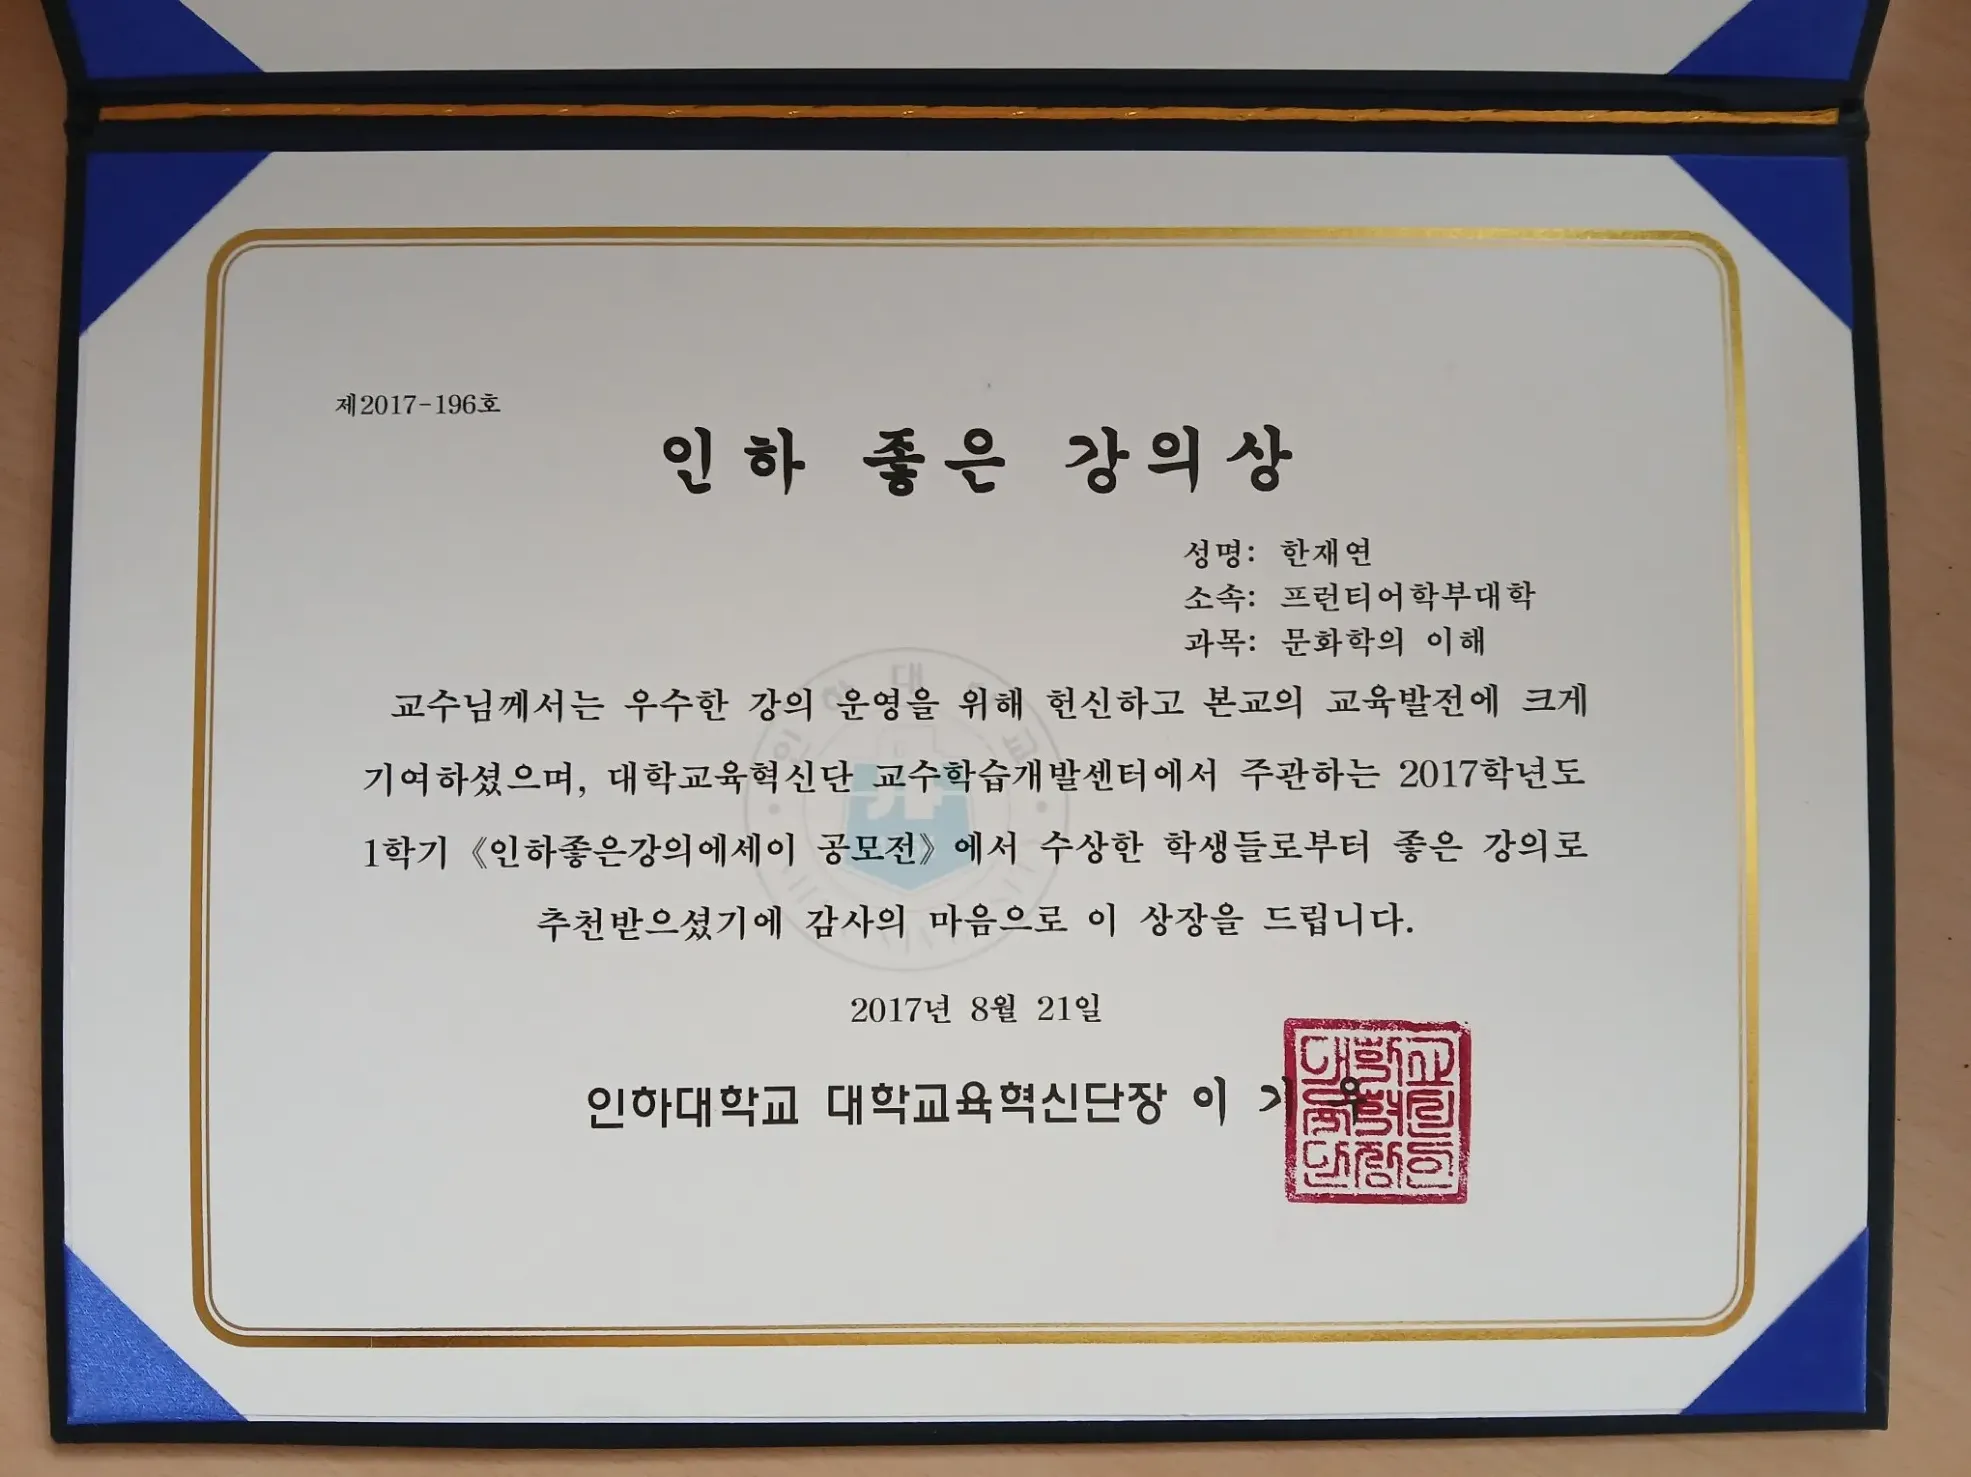 제2017-196호
인하 좋은 강의상
성명: 한재연
소속: 프런티어학부대학
과목: 문화학의 이해
교수님께서는 우수한 강의 운영을 위해 헌신하고 본교의 교육발전에 크게
기여하셨으며, 대학교육혁신단 교수학습개발센터에서 주관하는 2017학년도
1학기 《인하좋은강의에세이 공모전》에서 수상한 학생들로부터 좋은 강의로
추천받으셨기에 감사의 마음으로 이 상장을 드립니다.
2017년 8월 21일
인하대학교 대학교육혁신단장 이 기 우